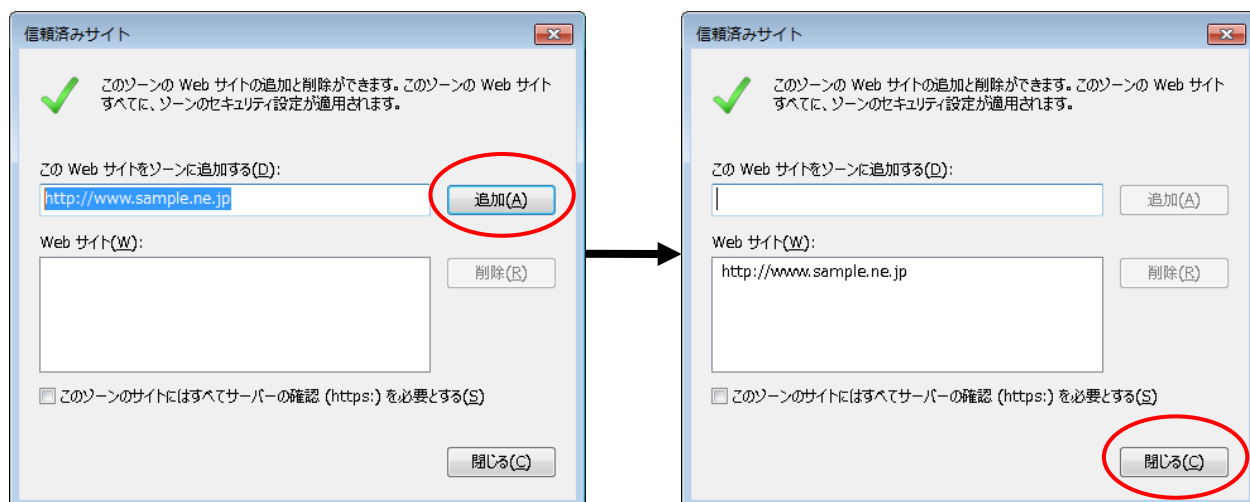 信頼済みサイト
このゾーンの Web サイトの追加と削除ができます。このゾーンの Web サイト
すべてに、ゾーンのセキュリティ設定が適用されます。
この Web サイトをゾーンに追加する(D):
http://www.sample.ne.jp
追加(A)
Web サイト(W):
削除(R)
このゾーンのサイトにはすべてサーバーの確認 (https:) を必要とする(S)
閉じる(C)
信頼済みサイト
このゾーンの Web サイトの追加と削除ができます。このゾーンの Web サイト
すべてに、ゾーンのセキュリティ設定が適用されます。
この Web サイトをゾーンに追加する(D):
追加(A)
Web サイト(W):
http://www.sample.ne.jp
削除(R)
このゾーンのサイトにはすべてサーバーの確認 (https:) を必要とする(S)
閉じる(C)